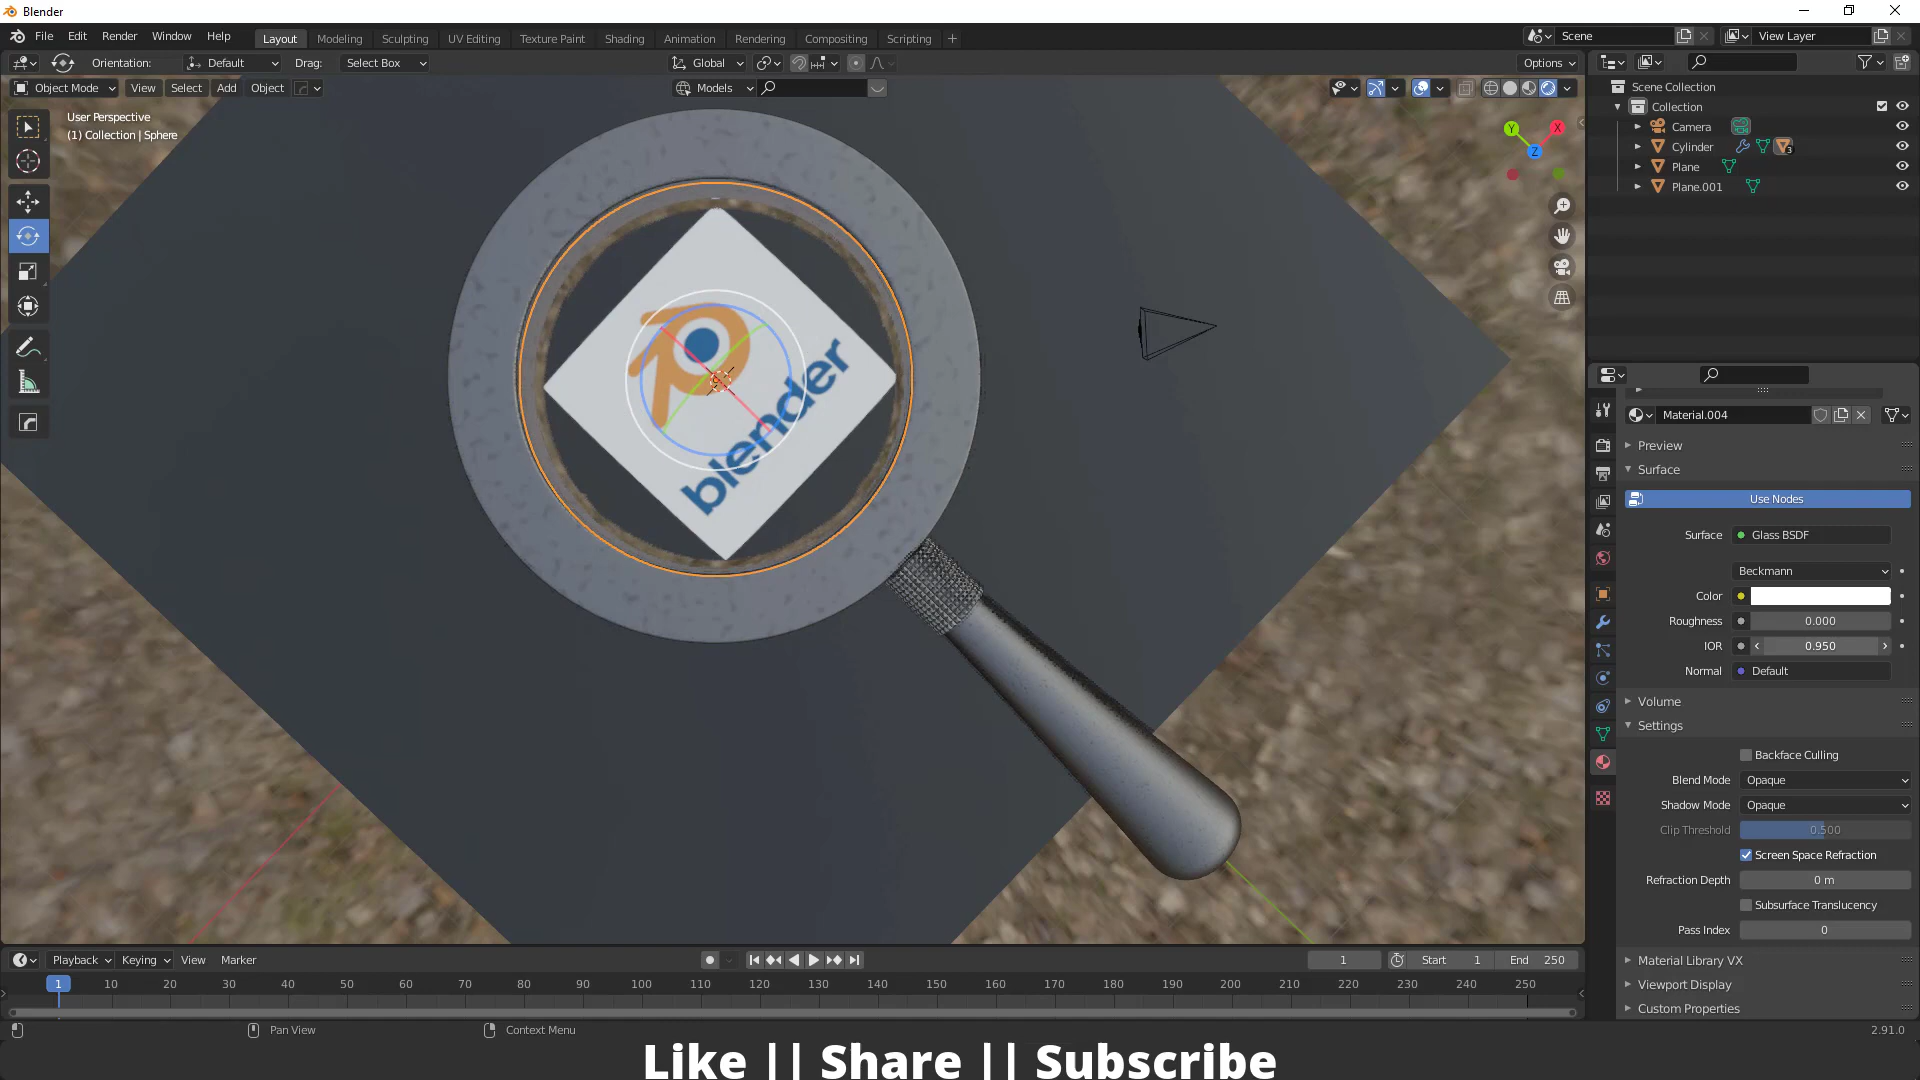 Blender
File Edit Render Window Help
Layout Modeling Sculpting UV Editing Texture Paint Shading Animation Rendering Compositing Scripting +
Scene
View Layer
Orientation: Default Drag: Select Box
Global
Options
Object Mode View Select Add Object
Models
User Perspective
(1) Collection | Sphere
Y X Z
blender
Scene Collection
Collection
Camera
Cylinder 3
Plane
Plane.001
Material.004
Preview
Surface
Use Nodes
Surface Glass BSDF
Beckmann
Color
Roughness 0.000
IOR 0.950
Normal Default
Volume
Settings
Backface Culling
Blend Mode Opaque
Shadow Mode Opaque
Clip Threshold 0.500
Screen Space Refraction
Refraction Depth 0 m
Subsurface Translucency
Pass Index 0
Material Library VX
Viewport Display
Custom Properties
Playback Keying View Marker
1 Start 1 End 250
1 10 20 30 40 50 60 70 80 90 100 110 120 130 140 150 160 170 180 190 200 210 220 230 240 250
Pan View Context Menu
2.91.0
Like || Share || Subscribe